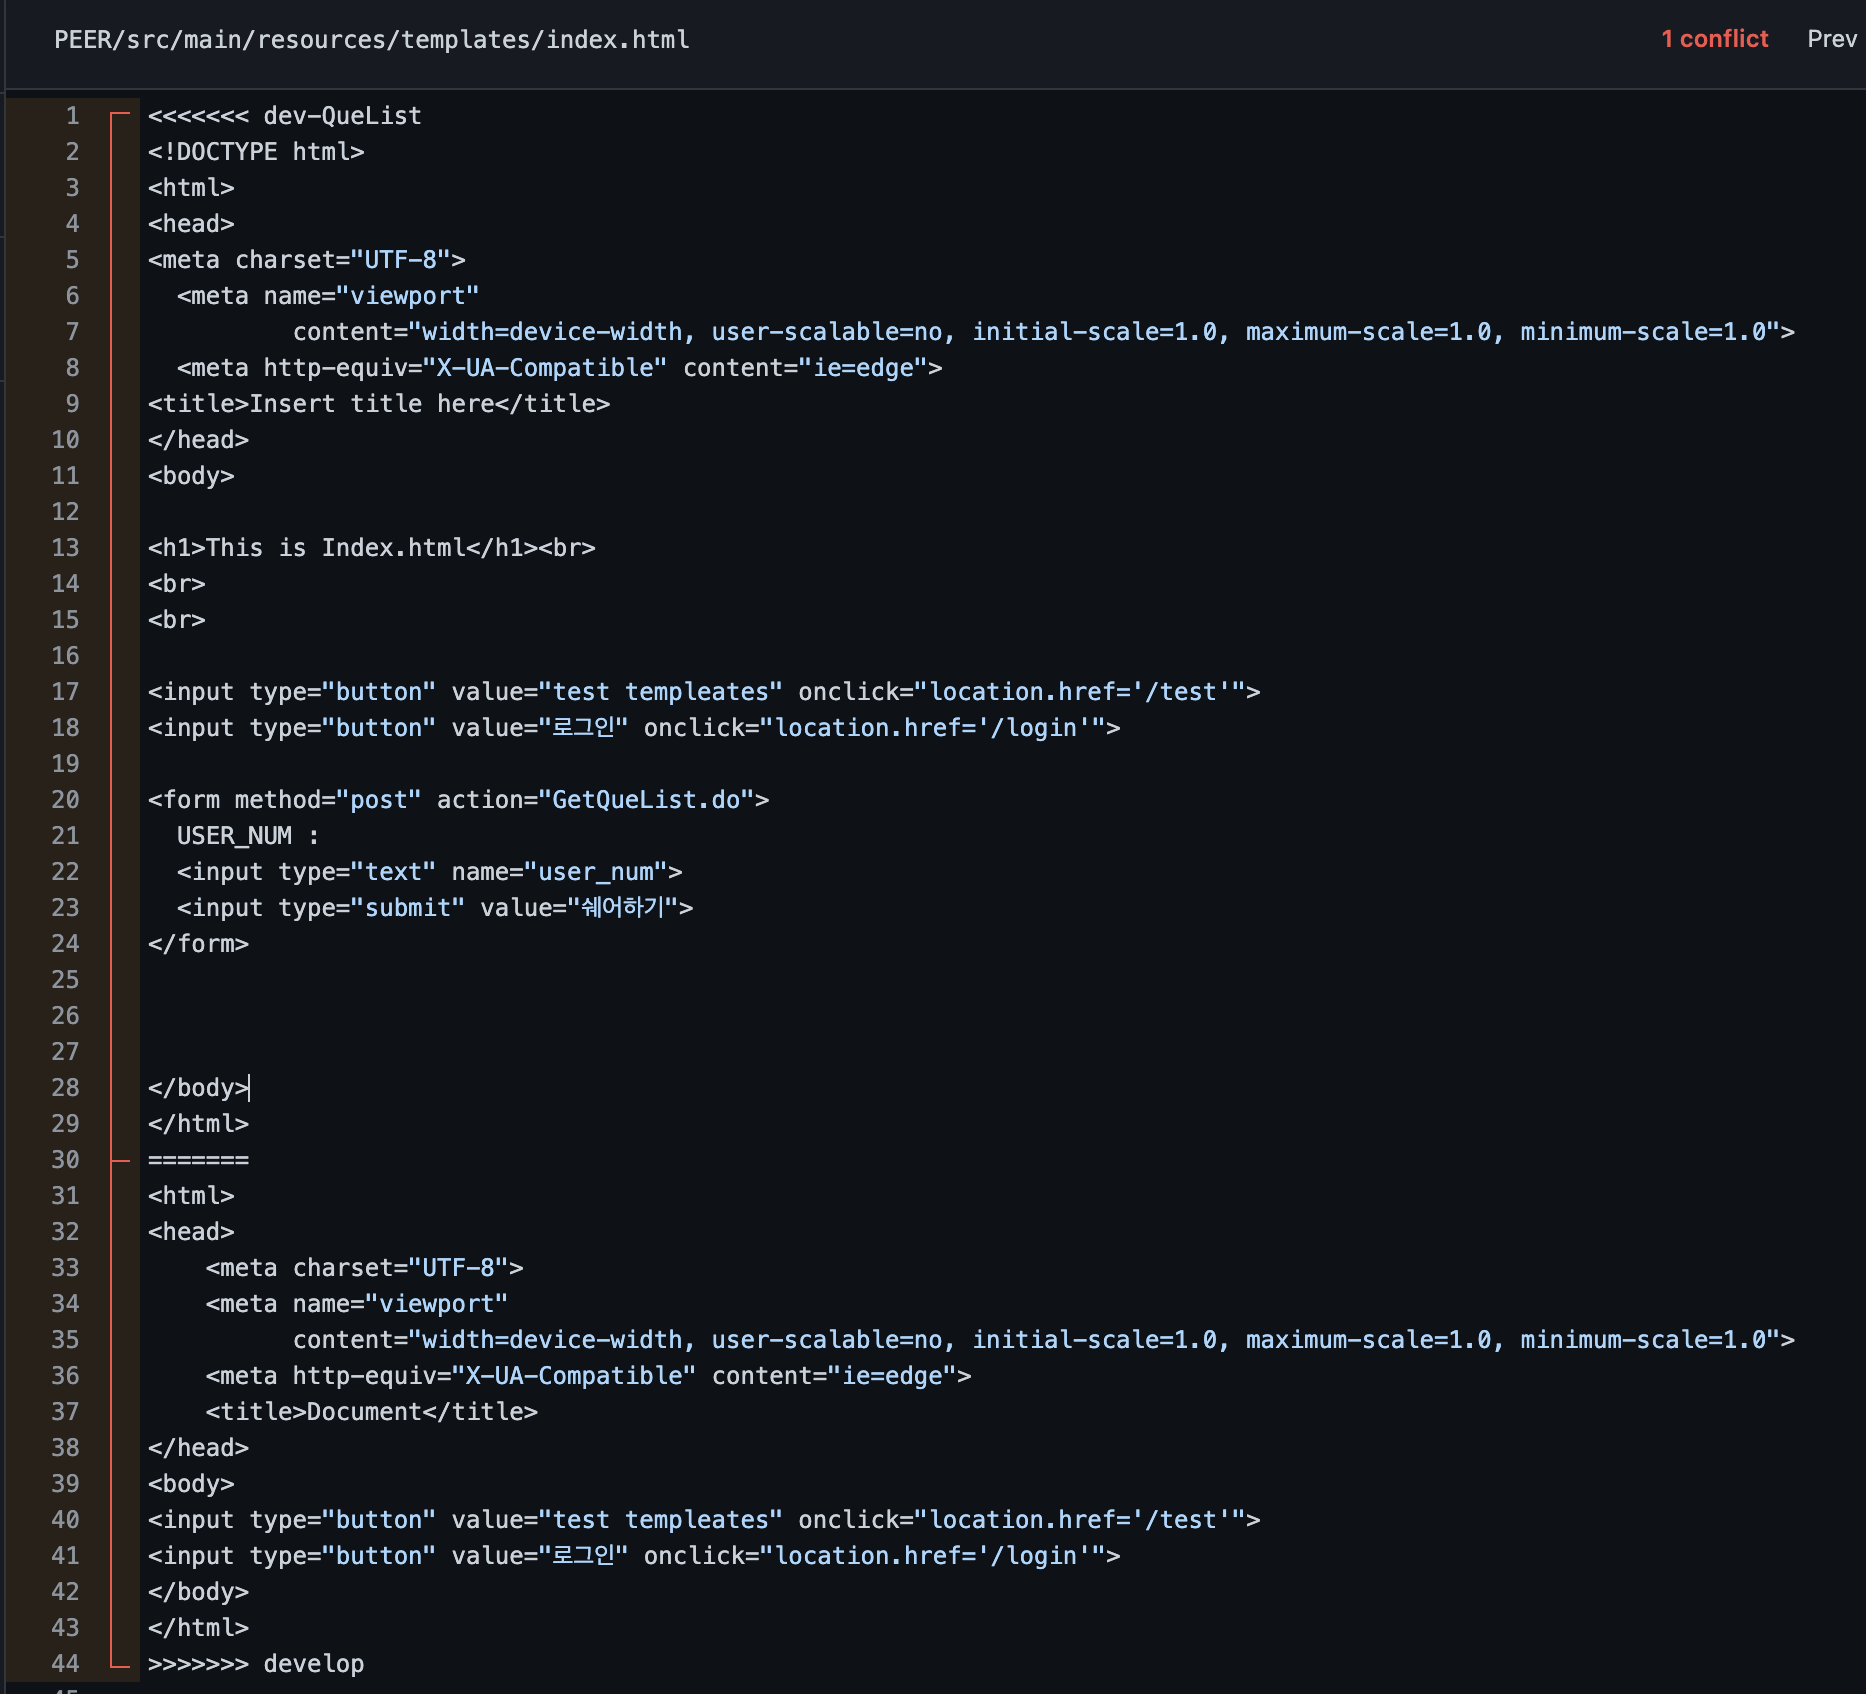 PEER/src/main/resources/templates/index.html 1 conflict Prev
1 <<<<<<< dev-QueList
2 <!DOCTYPE html>
3 <html>
4 <head>
5 <meta charset="UTF-8">
6   <meta name="viewport"
7           content="width=device-width, user-scalable=no, initial-scale=1.0, maximum-scale=1.0, minimum-scale=1.0">
8   <meta http-equiv="X-UA-Compatible" content="ie=edge">
9 <title>Insert title here</title>
10 </head>
11 <body>
12
13 <h1>This is Index.html</h1><br>
14 <br>
15 <br>
16
17 <input type="button" value="test templeates" onclick="location.href='/test'">
18 <input type="button" value="로그인" onclick="location.href='/login'">
19
20 <form method="post" action="GetQueList.do">
21   USER_NUM :
22   <input type="text" name="user_num">
23   <input type="submit" value="쉐어하기">
24 </form>
25
26
27
28 </body>
29 </html>
30 =======
31 <html>
32 <head>
33     <meta charset="UTF-8">
34     <meta name="viewport"
35           content="width=device-width, user-scalable=no, initial-scale=1.0, maximum-scale=1.0, minimum-scale=1.0">
36     <meta http-equiv="X-UA-Compatible" content="ie=edge">
37     <title>Document</title>
38 </head>
39 <body>
40 <input type="button" value="test templeates" onclick="location.href='/test'">
41 <input type="button" value="로그인" onclick="location.href='/login'">
42 </body>
43 </html>
44 >>>>>>> develop